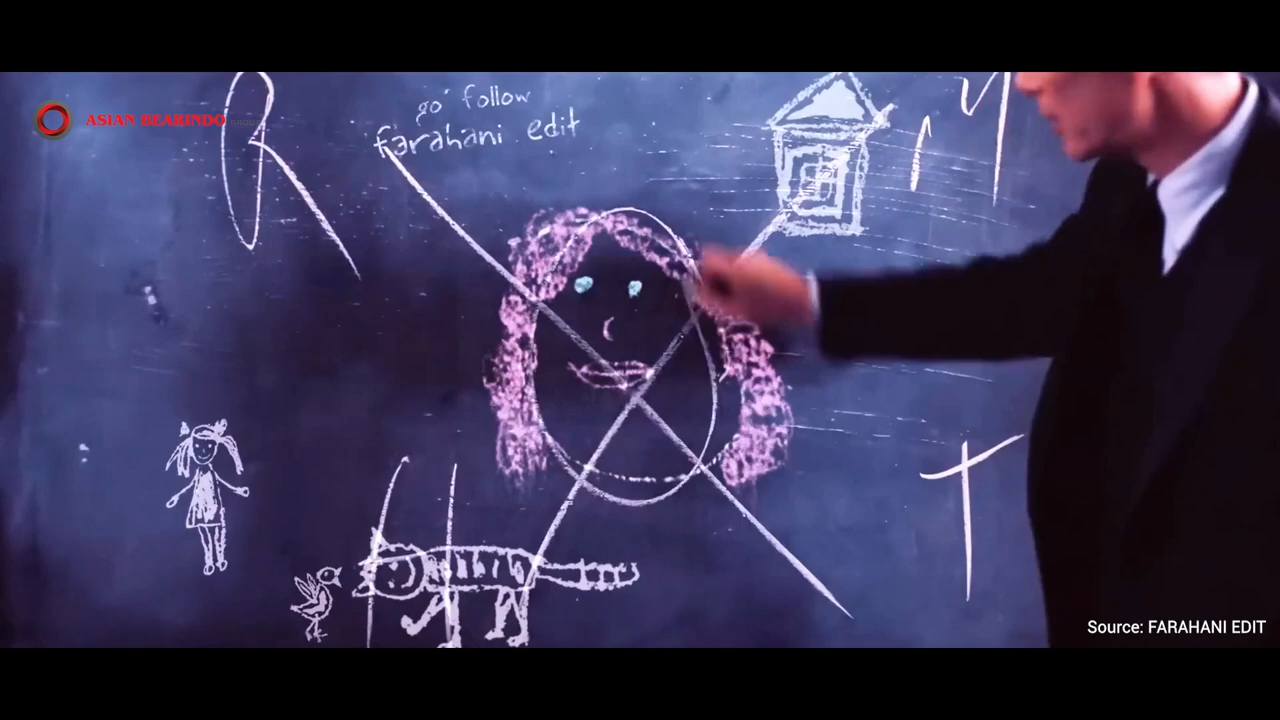 ASIAN BEARINDO
go follow
farahani edit
R
M
H
T
Source: FARAHANI EDIT